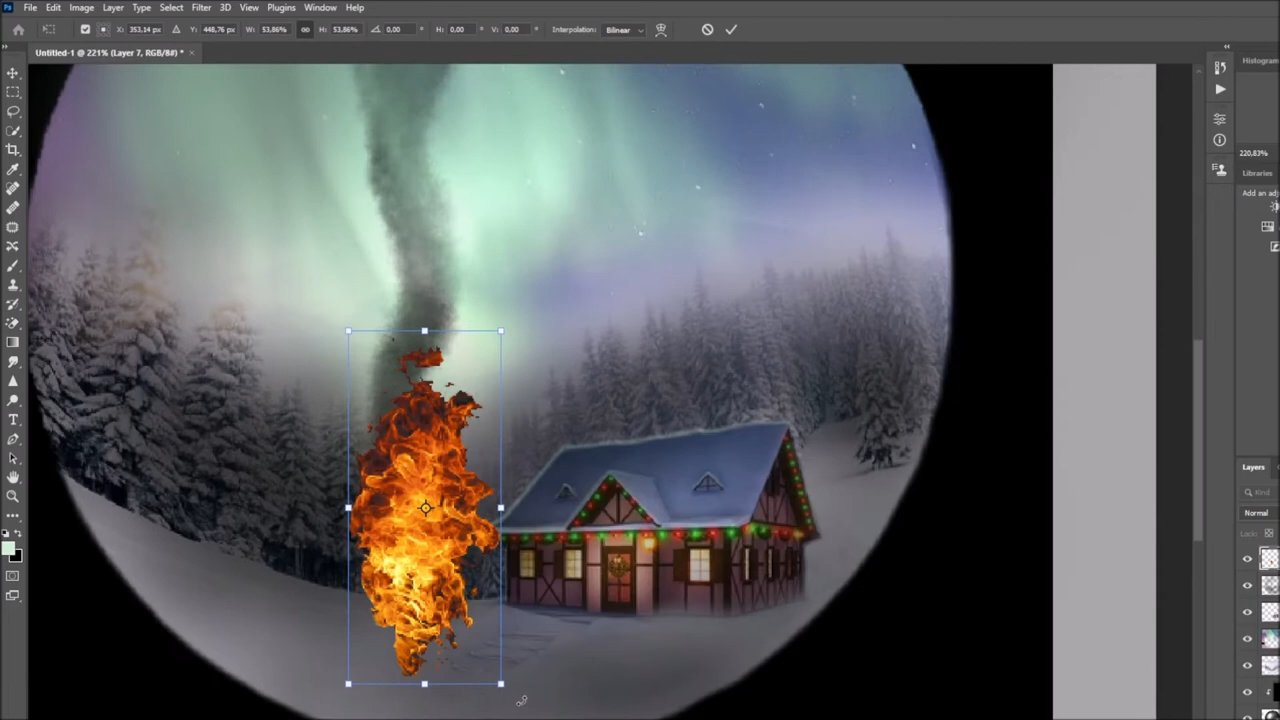 Ps File Edit Image Layer Type Select Filter 3D View Plugins Window Help
X: 353,14 px Y: 448,76 px W: 53,86% H: 53,86% 0,00 ° H: 0,00 ° V: 0,00 ° Interpolation: Bilinear
Untitled-1 @ 221% (Layer 7, RGB/8#) * ×
Histogram
220,83%
Libraries
Add an adj
Layers
Kind
Normal
Lock: